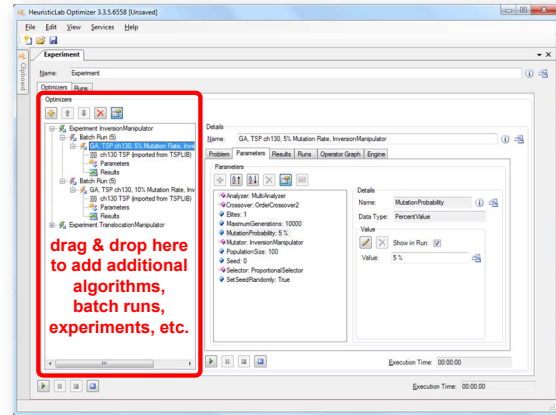 HeuristicLab Optimizer 3.3.5.6558 [Unsaved]
File Edit View Services Help
Experiment
Clipboard
Name: Experiment
Optimizers Runs
Optimizers
Experiment InversionManipulator
Batch Run (5)
GA, TSP ch130, 5% Mutation Rate, Inve
ch130 TSP (imported from TSPLIB)
Parameters
Results
Batch Run (5)
GA, TSP ch130, 10% Mutation Rate, Inv
ch130 TSP (imported from TSPLIB)
Parameters
Results
Experiment TranslocationManipulator
drag & drop here
to add additional
algorithms,
batch runs,
experiments, etc.
Details
Name: GA, TSP ch130, 5% Mutation Rate, InversionManipulator
Problem Parameters Results Runs Operator Graph Engine
Parameters
Analyzer: MultiAnalyzer
Crossover: OrderCrossover2
Elites: 1
MaximumGenerations: 10000
MutationProbability: 5 %
Mutator: InversionManipulator
PopulationSize: 100
Seed: 0
Selector: ProportionalSelector
SetSeedRandomly: True
Details
Name: MutationProbability
Data Type: PercentValue
Value
Show in Run:
Value: 5 %
Execution Time: 00:00:00
Execution Time: 00:00:00